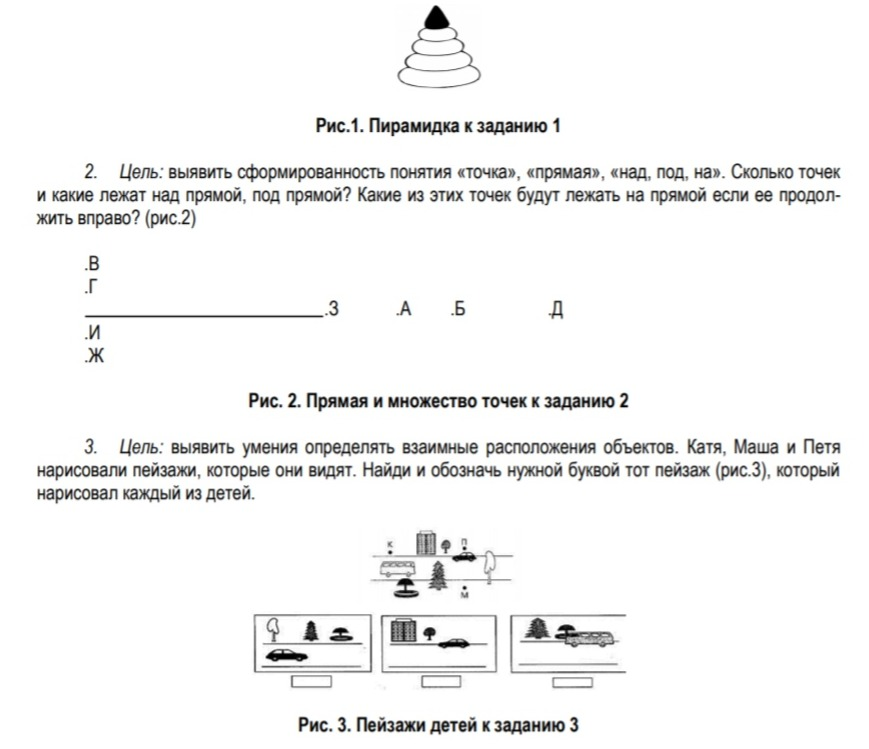 Рис.1. Пирамидка к заданию 1
2. Цель: выявить сформированность понятия «точка», «прямая», «над, под, на». Сколько точек
и какие лежат над прямой, под прямой? Какие из этих точек будут лежать на прямой если ее продол-
жить вправо? (рис.2)
.В
.Г
.З .А .Б .Д
.И
.Ж
Рис. 2. Прямая и множество точек к заданию 2
3. Цель: выявить умения определять взаимные расположения объектов. Катя, Маша и Петя
нарисовали пейзажи, которые они видят. Найди и обозначь нужной буквой тот пейзаж (рис.3), который
нарисовал каждый из детей.
К П
М
Рис. 3. Пейзажи детей к заданию 3